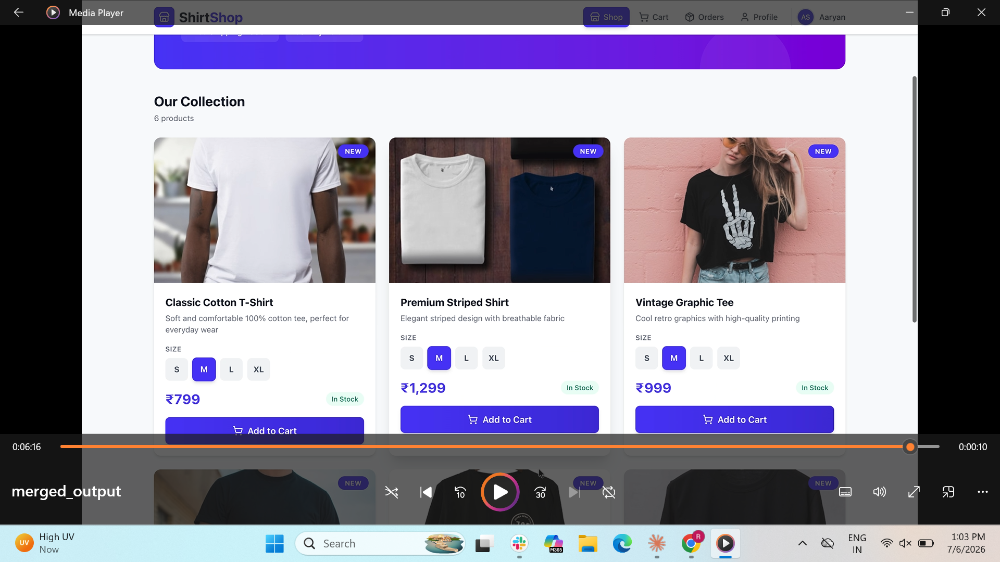 Media Player
ShirtShop
Shop
Cart
Orders
Profile
AS
Aaryan
Our Collection
6 products
NEW
NEW
NEW
Classic Cotton T-Shirt
Soft and comfortable 100% cotton tee, perfect for
everyday wear
SIZE
S
M
L
XL
₹799
In Stock
Add to Cart
Premium Striped Shirt
Elegant striped design with breathable fabric
SIZE
S
M
L
XL
₹1,299
In Stock
Add to Cart
Vintage Graphic Tee
Cool retro graphics with high-quality printing
SIZE
S
M
L
XL
₹999
In Stock
Add to Cart
0:06:16
0:00:10
NEW
NEW
NEW
merged_output
10
30
UV
High UV
Now
Search
M365
R
ENG
IN
1:03 PM
7/6/2026